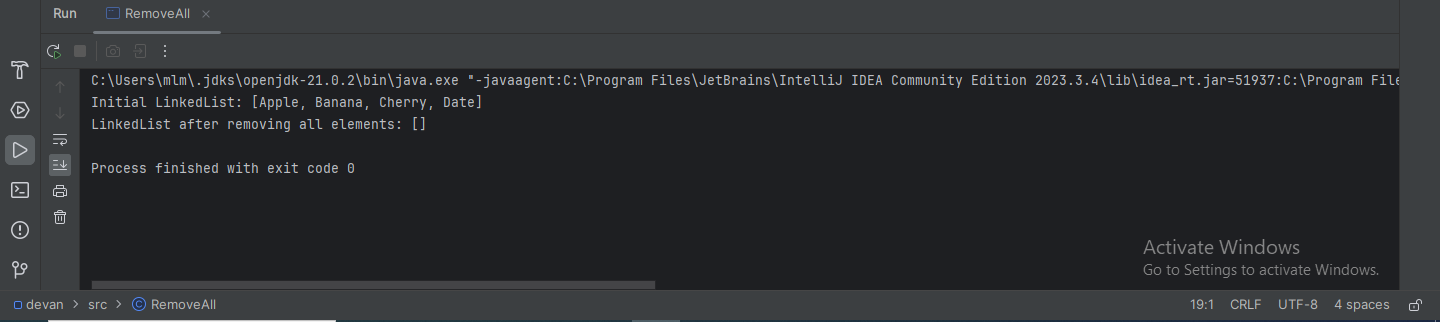 Run RemoveAll
C:\Users\mlm\.jdks\openjdk-21.0.2\bin\java.exe "-javaagent:C:\Program Files\JetBrains\IntelliJ IDEA Community Edition 2023.3.4\lib\idea_rt.jar=51937:C:\Program File
Initial LinkedList: [Apple, Banana, Cherry, Date]
LinkedList after removing all elements: []
Process finished with exit code 0
Activate Windows
Go to Settings to activate Windows.
devan > src > RemoveAll 19:1 CRLF UTF-8 4 spaces